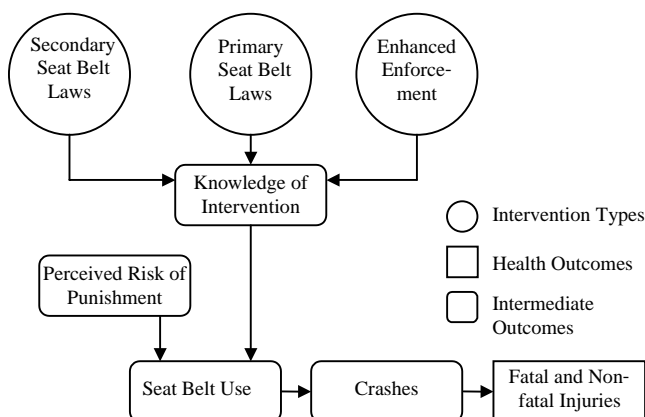 Secondary
Seat Belt
Laws
Primary
Seat Belt
Laws
Enhanced
Enforce-
ment
Knowledge of
Intervention
Intervention Types
Health Outcomes
Intermediate
Outcomes
Perceived Risk of
Punishment
Seat Belt Use
Crashes
Fatal and Non-
fatal Injuries